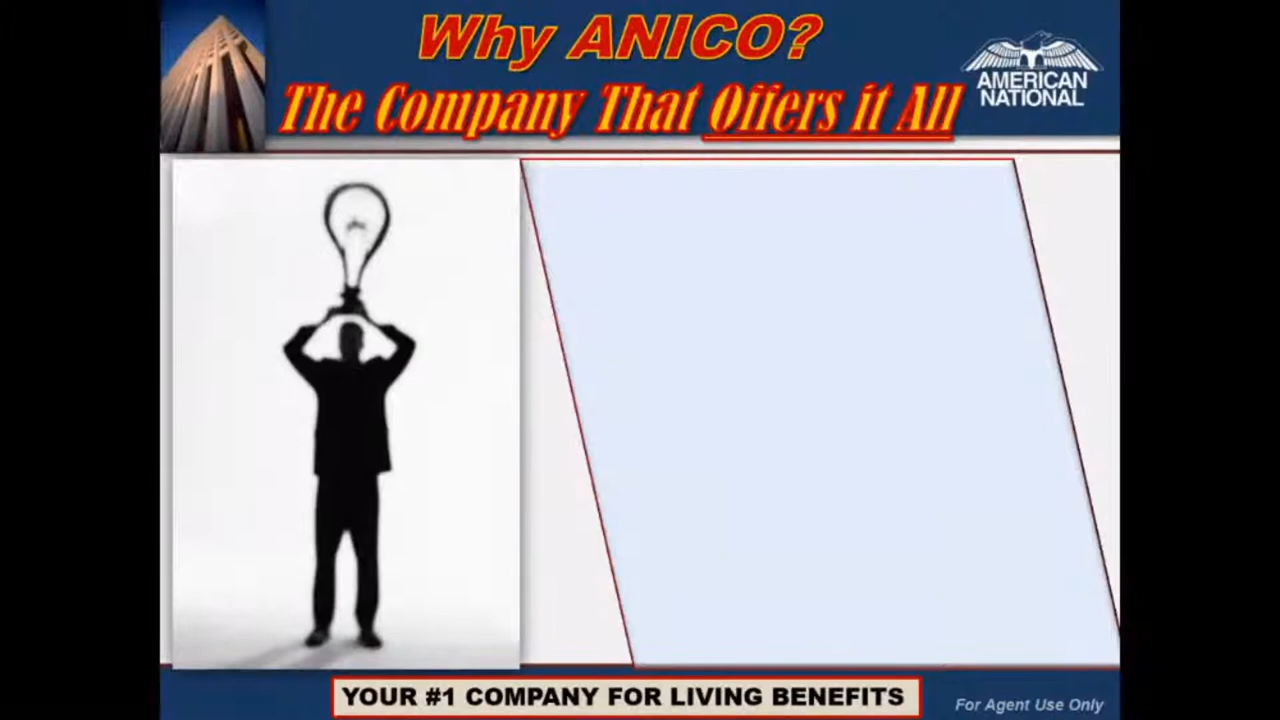 Why ANICO?
The Company That Offers it All
AMERICAN
NATIONAL
YOUR #1 COMPANY FOR LIVING BENEFITS
For Agent Use Only